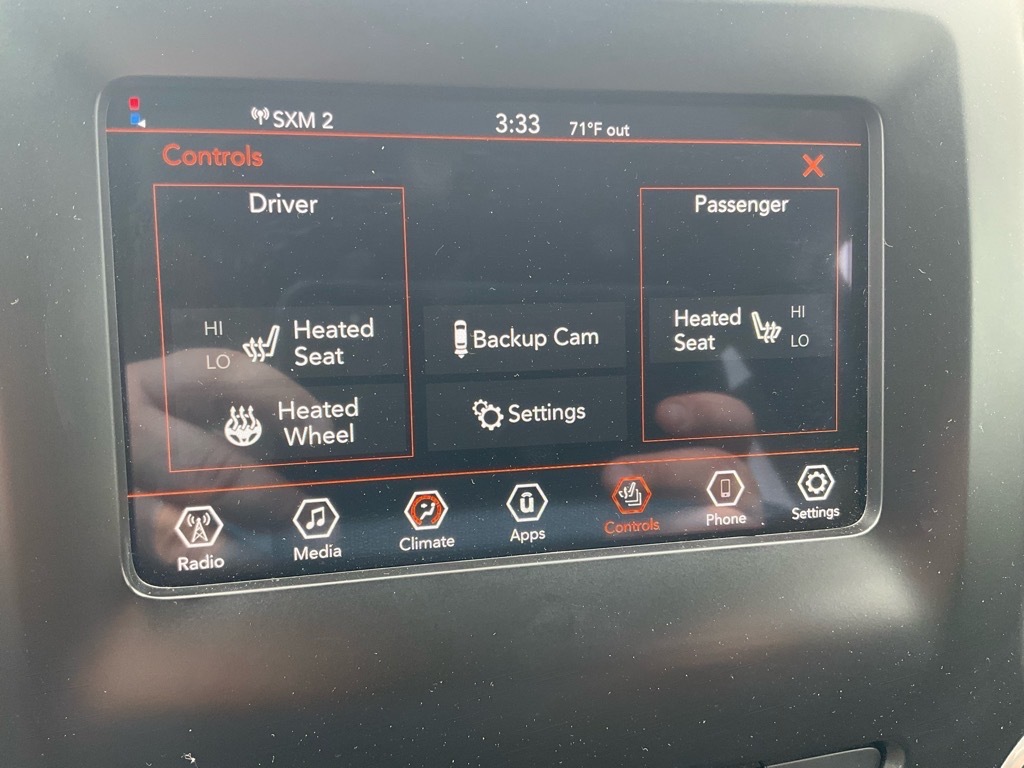 SXM 2
3:33
71°F out
Controls
Driver
Passenger
HI
LO
Heated
Seat
Backup Cam
Heated
Seat
HI
LO
Heated
Wheel
Settings
Radio
Media
Climate
u
Apps
Controls
Phone
Settings